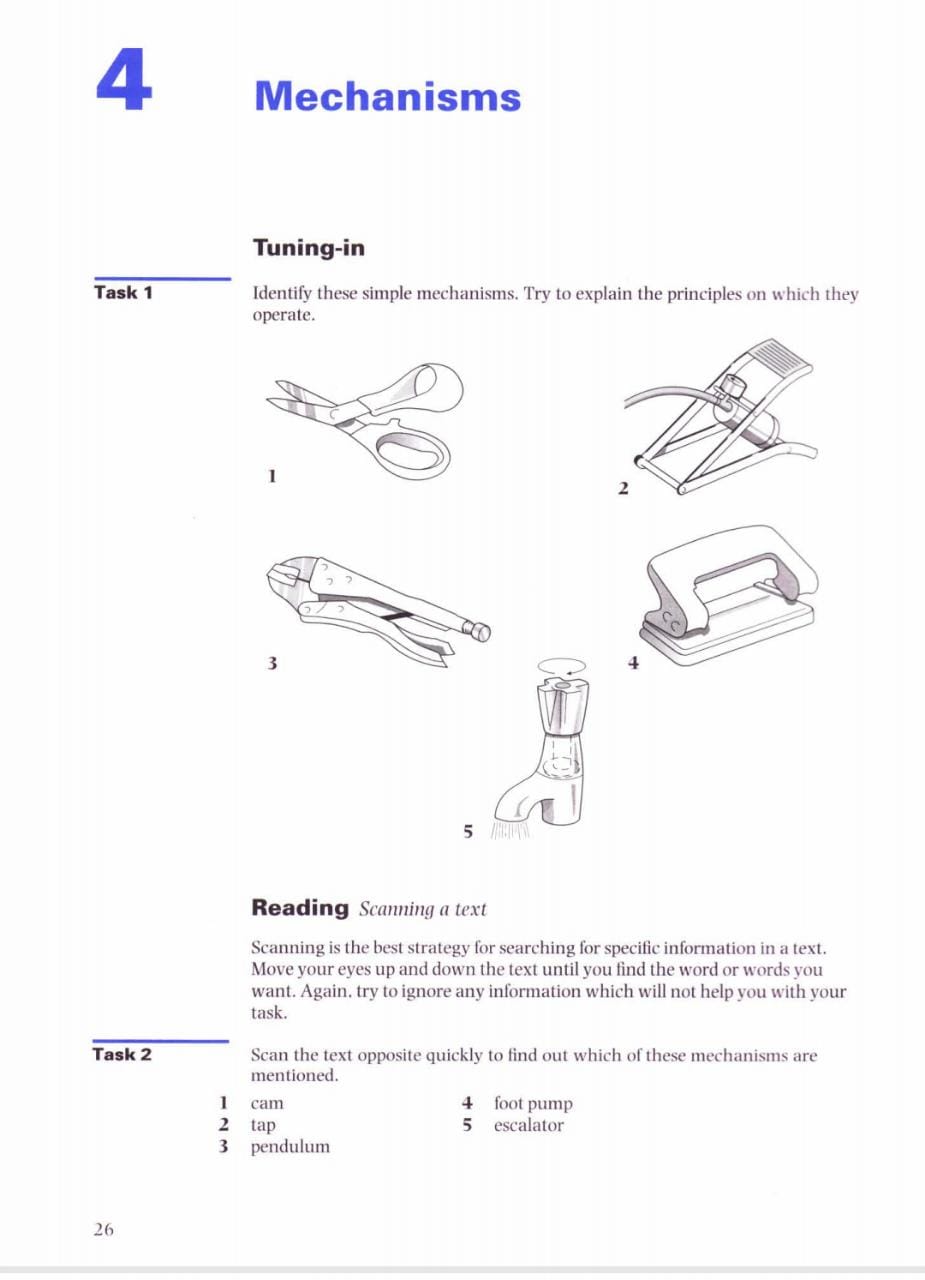 4 Mechanisms
Tuning-in
Task 1
Identify these simple mechanisms. Try to explain the principles on which they
operate.
1
2
3
4
5
Reading Scanning a text
Scanning is the best strategy for searching for specific information in a text.
Move your eyes up and down the text until you find the word or words you
want. Again, try to ignore any information which will not help you with your
task.
Task 2
Scan the text opposite quickly to find out which of these mechanisms are
mentioned.
1 cam
2 tap
3 pendulum
4 foot pump
5 escalator
26